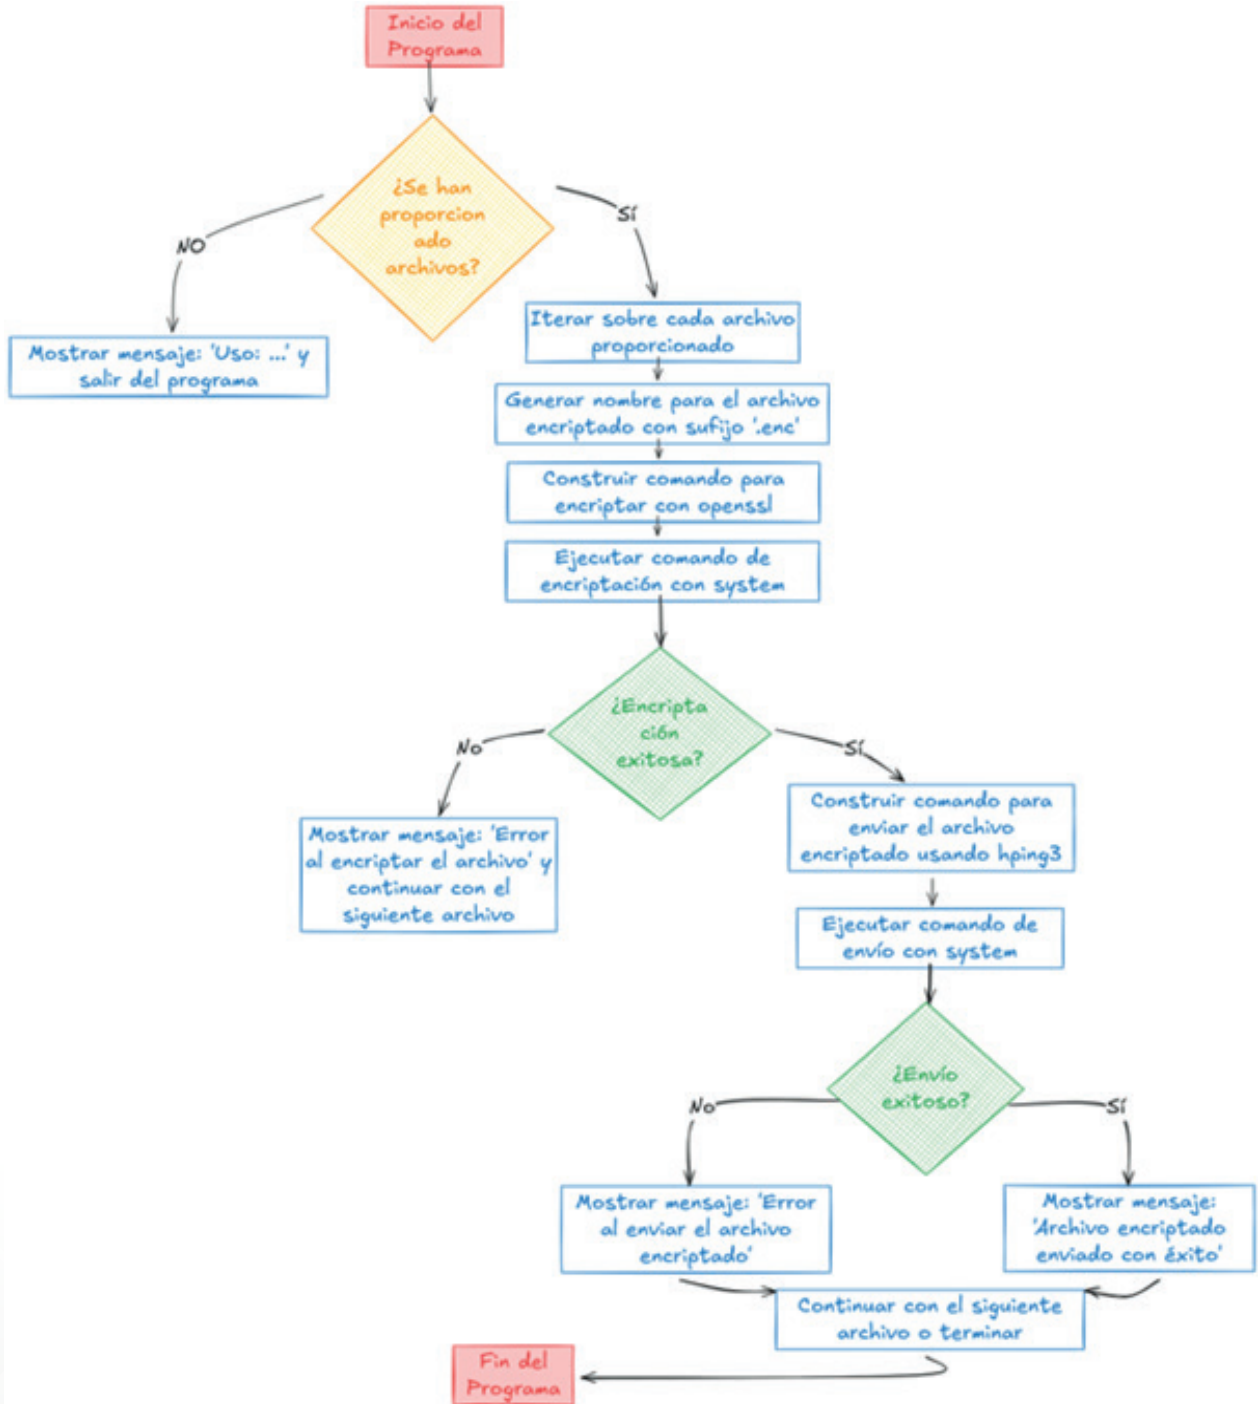 Inicio del
Programa
¿Se han
proporcion
ado
archivos?
NO
Sí
Iterar sobre cada archivo
proporcionado
Mostrar mensaje: 'Uso: ...' y
salir del programa
Generar nombre para el archivo
encriptado con sufijo '.enc'
Construir comando para
encriptar con openssl
Ejecutar comando de
encriptación con system
¿Encripta
ción
exitosa?
No
Sí
Mostrar mensaje: 'Error
al encriptar el archivo' y
continuar con el
siguiente archivo
Construir comando para
enviar el archivo
encriptado usando hping3
Ejecutar comando de
envío con system
¿Envío
exitoso?
No
Sí
Mostrar mensaje: 'Error
al enviar el archivo
encriptado'
Mostrar mensaje:
'Archivo encriptado
enviado con éxito'
Continuar con el siguiente
archivo o terminar
Fin del
Programa